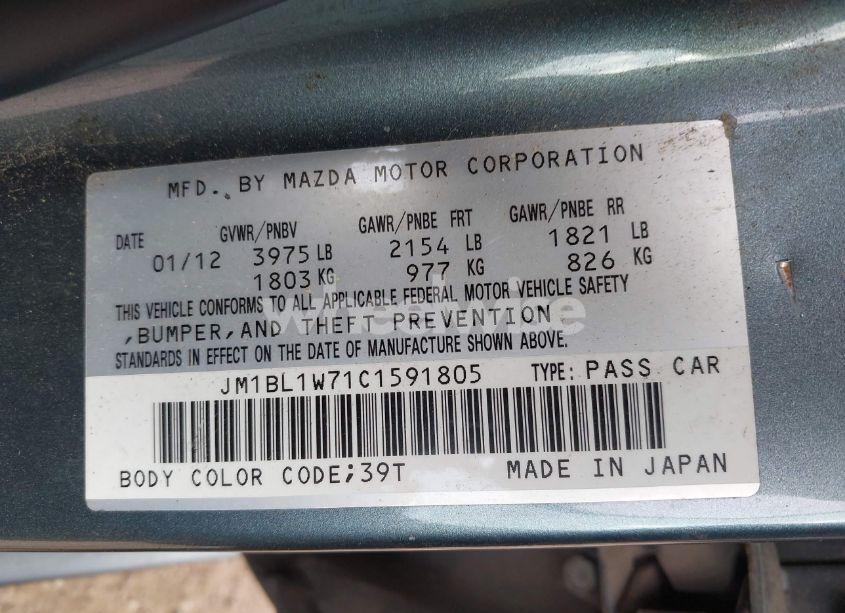 MFD. BY MAZDA MOTOR CORPORATION
DATE GVWR/PNBV GAWR/PNBE FRT GAWR/PNBE RR
01/12 3975 LB 2154 LB 1821 LB
1803 KG 977 KG 826 KG
THIS VEHICLE CONFORMS TO ALL APPLICABLE FEDERAL MOTOR VEHICLE SAFETY
,BUMPER,AND THEFT PREVENTION
STANDARDS IN EFFECT ON THE DATE OF MANUFACTURE SHOWN ABOVE.
JM1BL1W71C1591805 TYPE: PASS CAR
BODY COLOR CODE;39T MADE IN JAPAN